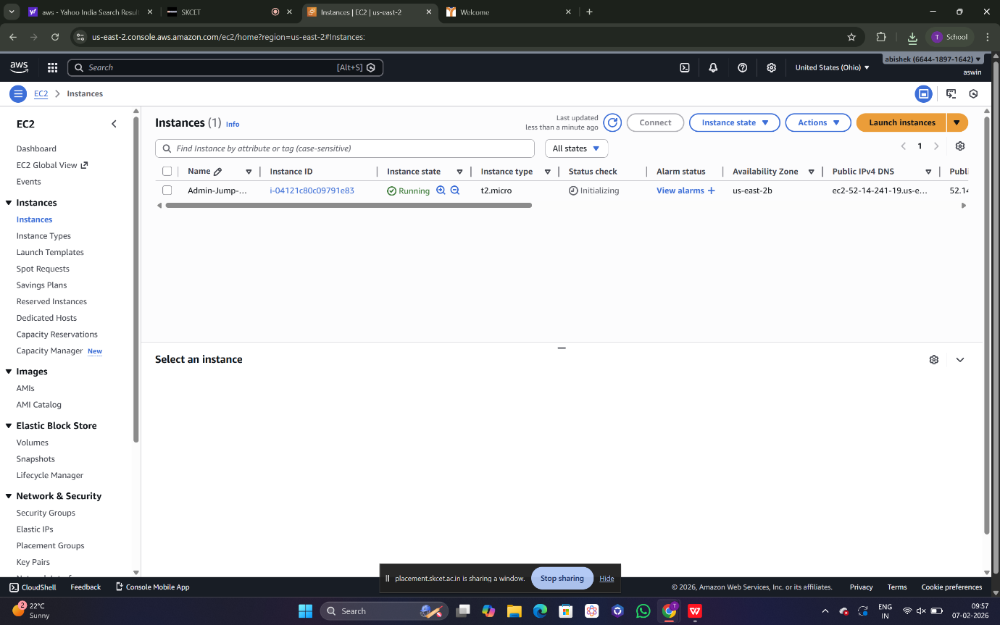 aws - Yahoo India Search Result
SKCET
Instances | EC2 | us-east-2
Welcome
us-east-2.console.aws.amazon.com/ec2/home?region=us-east-2#Instances:
T School
aws
Search [Alt+S]
United States (Ohio)
abishek (6644-1897-1642)
aswin
EC2 > Instances
EC2
Dashboard
EC2 Global View
Events
Instances
Instances
Instance Types
Launch Templates
Spot Requests
Savings Plans
Reserved Instances
Dedicated Hosts
Capacity Reservations
Capacity Manager New
Images
AMIs
AMI Catalog
Elastic Block Store
Volumes
Snapshots
Lifecycle Manager
Network & Security
Security Groups
Elastic IPs
Placement Groups
Key Pairs
Instances (1) Info
Last updated
less than a minute ago
Connect
Instance state
Actions
Launch instances
Find Instance by attribute or tag (case-sensitive)
All states
1
Name Instance ID Instance state Instance type Status check Alarm status Availability Zone Public IPv4 DNS Publ
Admin-Jump-... i-04121c80c09791e83 Running t2.micro Initializing View alarms + us-east-2b ec2-52-14-241-19.us-e... 52.14
Select an instance
placement.skcet.ac.in is sharing a window. Stop sharing Hide
CloudShell Feedback Console Mobile App
© 2026, Amazon Web Services, Inc. or its affiliates. Privacy Terms Cookie preferences
2
22°C
Sunny
Search
ENG
IN
09:57
07-02-2026